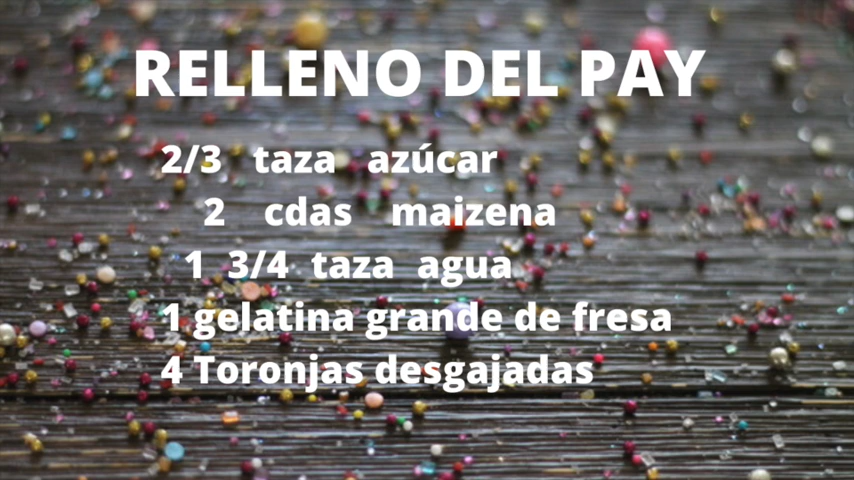 RELLENO DEL PAY
2/3 taza azúcar
2 cdas maizena
1 3/4 taza agua
1 gelatina grande de fresa
4 Toronjas desgajadas